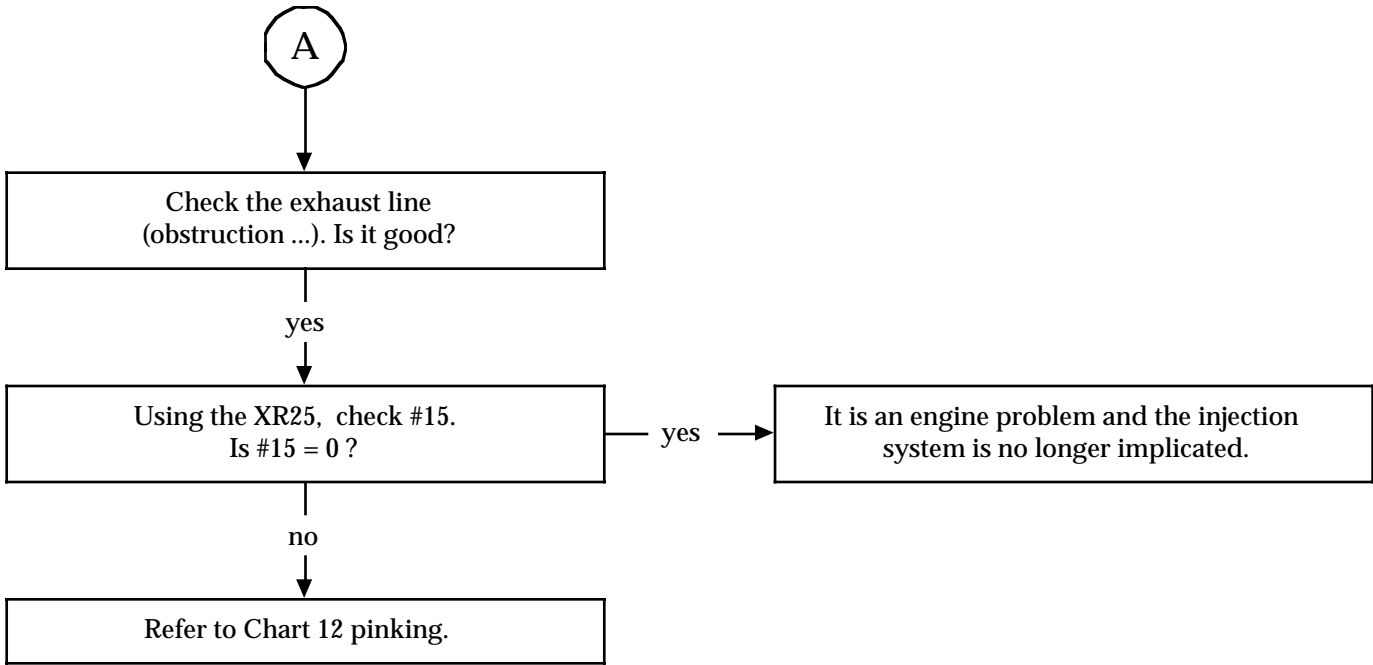 A
Check the exhaust line
(obstruction ...). Is it good?
yes
Using the XR25, check #15.
Is #15 = 0 ?
yes
It is an engine problem and the injection
system is no longer implicated.
no
Refer to Chart 12 pinking.